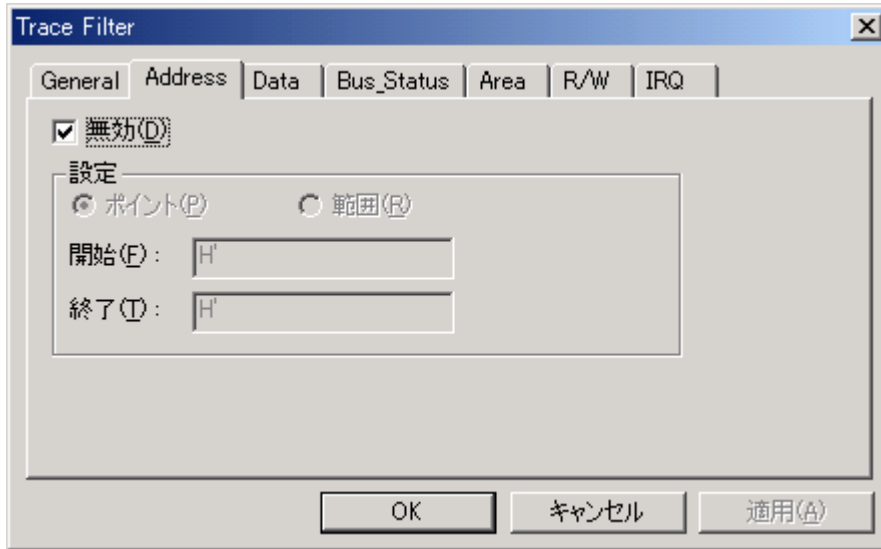 Trace Filter
General Address Data Bus_Status Area R/W IRQ
無効(D)
設定
ポイント(P) 範囲(R)
開始(F): H'
終了(T): H'
OK キャンセル 適用(A)